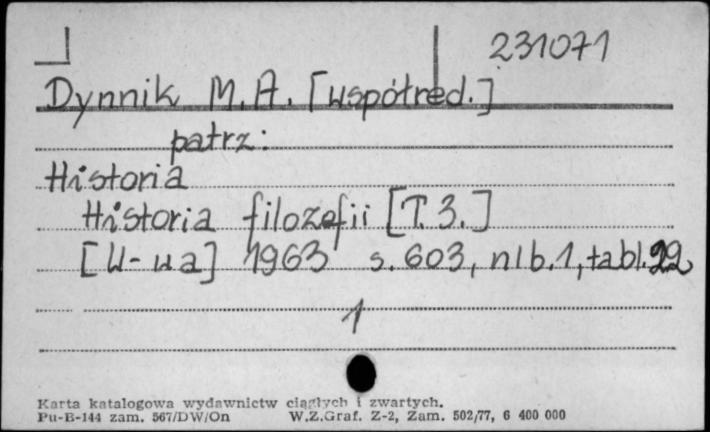 231071
Dynnik M. A. [współred.]
patrz:
Historia
Historia filozofii [T. 3.]
[W-wa] 1963 s. 603, nlb. 1, tabl. 22
1
Karta katalogowa wydawnictw ciągłych i zwartych.
Pu-B-144 zam. 567/DW/On W.Z.Graf. Z-2, Zam. 502/77, 6 400 000